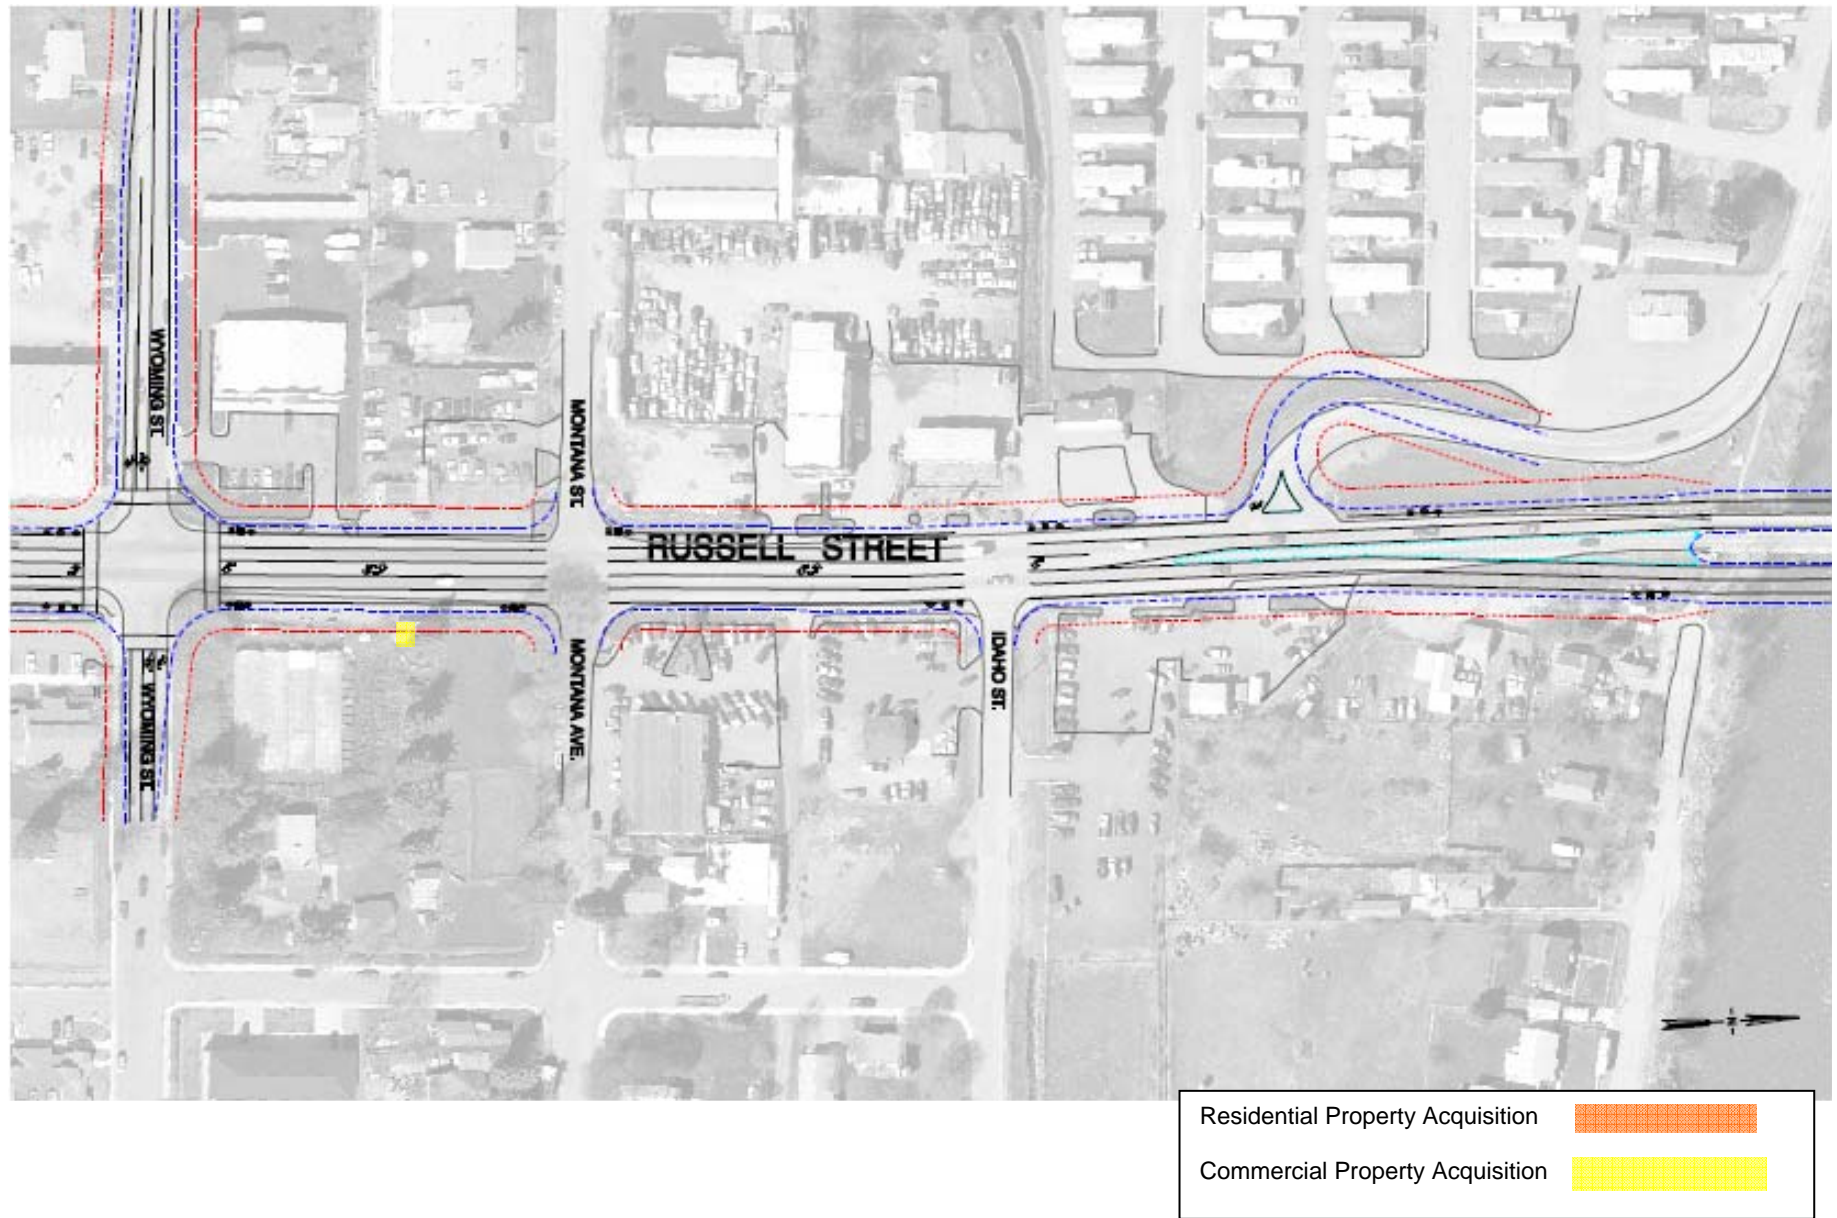 WYOMING ST.
MONTANA ST.
RUSSELL STREET
IDAHO ST.
MONTANA AVE.
WYOMING ST.
Residential Property Acquisition
Commercial Property Acquisition